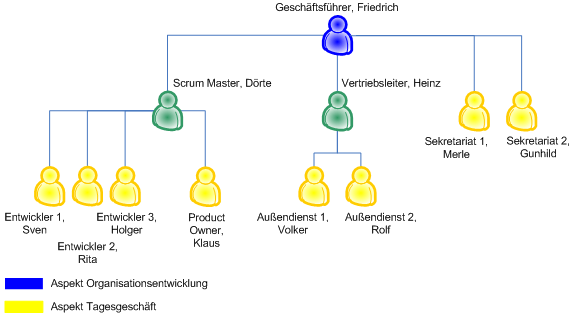 Geschäftsführer, Friedrich
Scrum Master, Dörte
Vertriebsleiter, Heinz
Sekretariat 1,
Merle
Sekretariat 2,
Gunhild
Entwickler 1,
Sven
Entwickler 2,
Rita
Entwickler 3,
Holger
Product
Owner,
Klaus
Außendienst 1,
Volker
Außendienst 2,
Rolf
Aspekt Organisationsentwicklung
Aspekt Tagesgeschäft